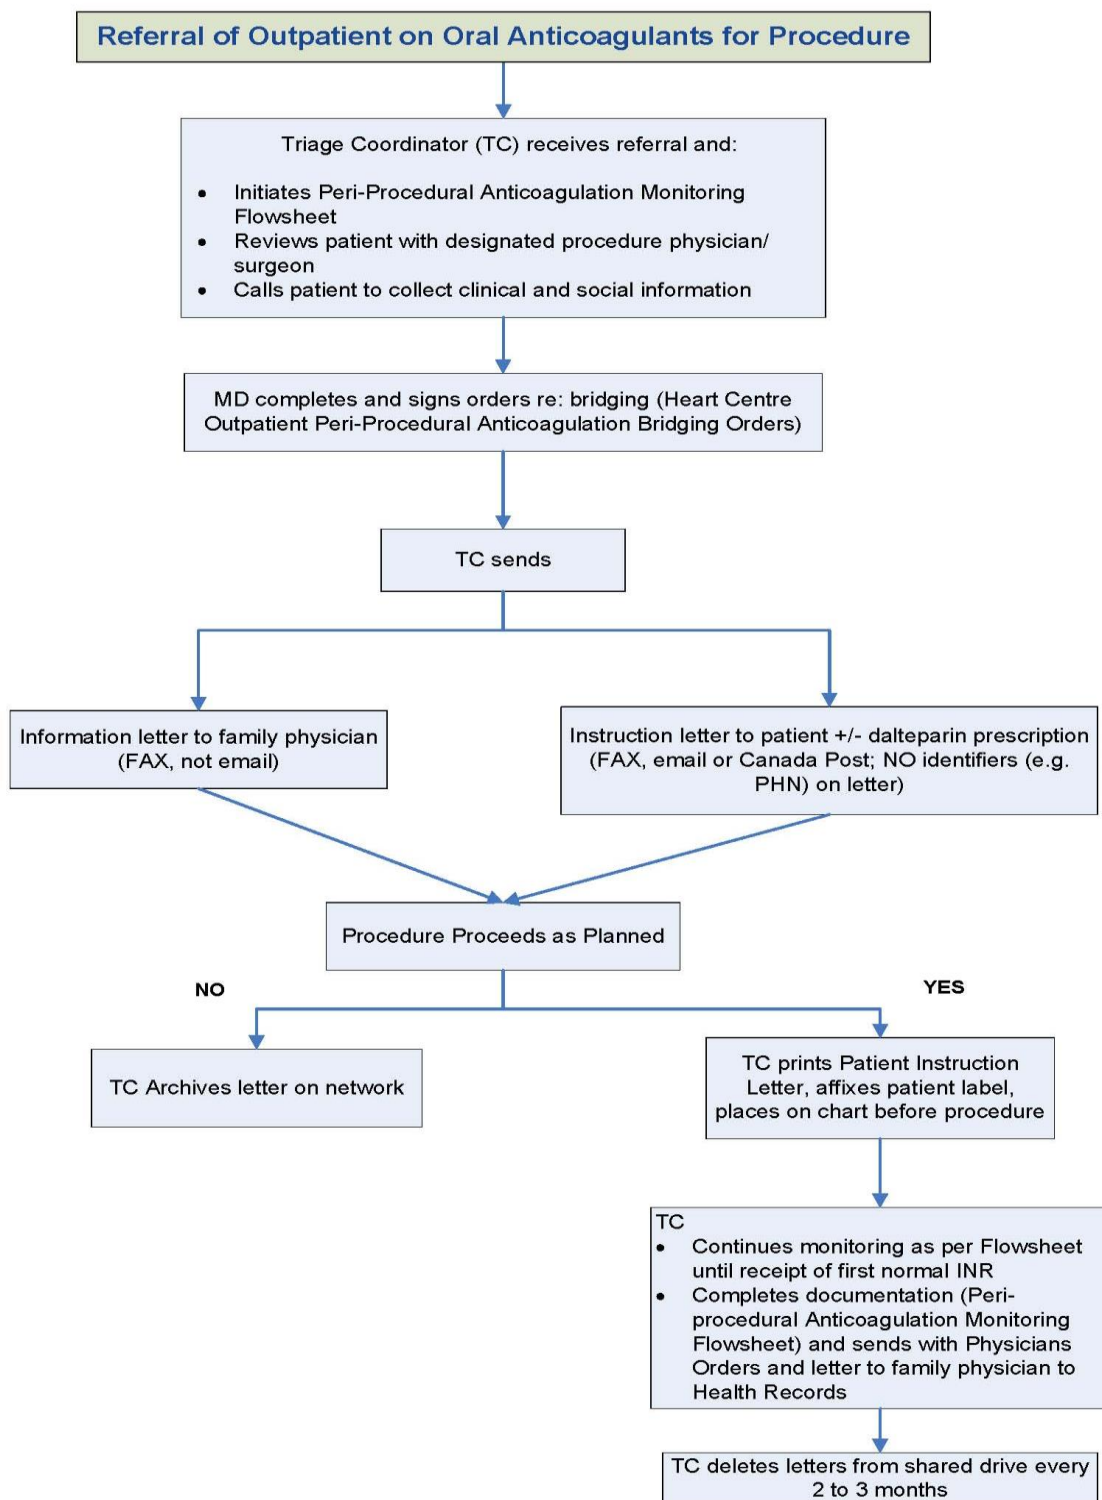 Referral of Outpatient on Oral Anticoagulants for Procedure
Triage Coordinator (TC) receives referral and:
• Initiates Peri-Procedural Anticoagulation Monitoring
Flowsheet
• Reviews patient with designated procedure physician/
surgeon
• Calls patient to collect clinical and social information
MD completes and signs orders re: bridging (Heart Centre
Outpatient Peri-Procedural Anticoagulation Bridging Orders)
TC sends
Information letter to family physician
(FAX, not email)
Instruction letter to patient +/- dalteparin prescription
(FAX, email or Canada Post; NO identifiers (e.g.
PHN) on letter)
Procedure Proceeds as Planned
NO
YES
TC Archives letter on network
TC prints Patient Instruction
Letter, affixes patient label,
places on chart before procedure
TC
• Continues monitoring as per Flowsheet
until receipt of first normal INR
• Completes documentation (Peri-
procedural Anticoagulation Monitoring
Flowsheet) and sends with Physicians
Orders and letter to family physician to
Health Records
TC deletes letters from shared drive every
2 to 3 months